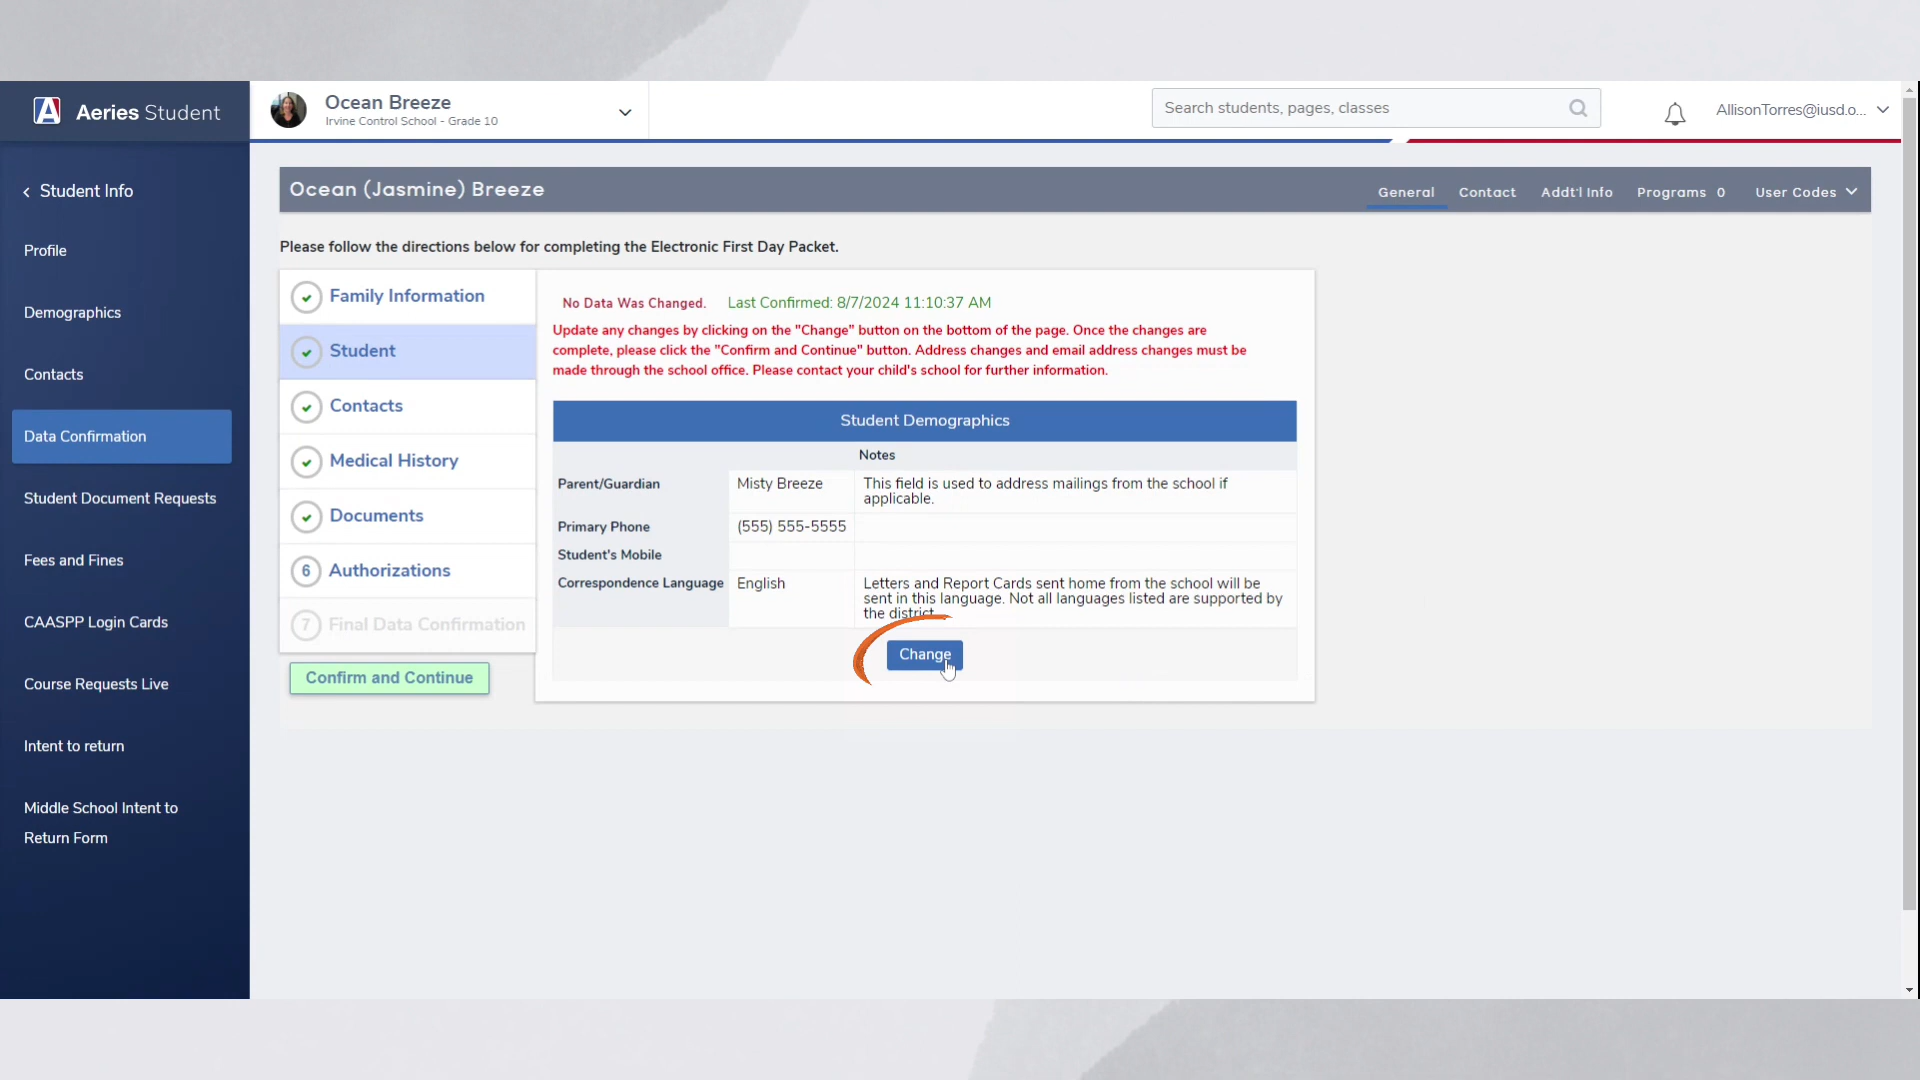 Aeries Student
Ocean Breeze
Irvine Control School - Grade 10
Search students, pages, classes
AllisonTorres@iusd.o...
Student Info
Profile
Demographics
Contacts
Data Confirmation
Student Document Requests
Fees and Fines
CAASPP Login Cards
Course Requests Live
Intent to return
Middle School Intent to
Return Form
Ocean (Jasmine) Breeze
General Contact Addt'l Info Programs 0 User Codes
Please follow the directions below for completing the Electronic First Day Packet.
Family Information
Student
Contacts
Medical History
Documents
6 Authorizations
7 Final Data Confirmation
Confirm and Continue
No Data Was Changed. Last Confirmed: 8/7/2024 11:10:37 AM
Update any changes by clicking on the "Change" button on the bottom of the page. Once the changes are
complete, please click the "Confirm and Continue" button. Address changes and email address changes must be
made through the school office. Please contact your child's school for further information.
Student Demographics
Notes
Parent/Guardian Misty Breeze This field is used to address mailings from the school if
applicable.
Primary Phone (555) 555-5555
Student's Mobile
Correspondence Language English Letters and Report Cards sent home from the school will be
sent in this language. Not all languages listed are supported by
the district.
Change